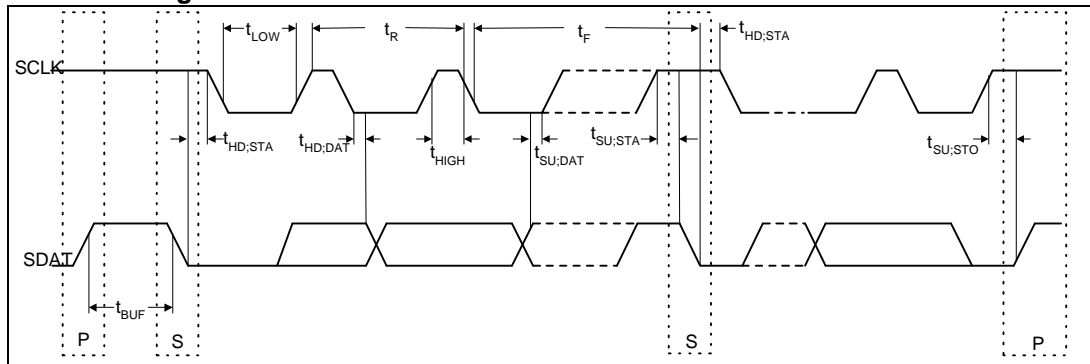 t_LOW
t_R
t_F
t_HD;STA
SCLK
t_HD;STA
t_HD;DAT
t_HIGH
t_SU;DAT
t_SU;STA
t_SU;STO
SDAT
t_BUF
P
S
S
P